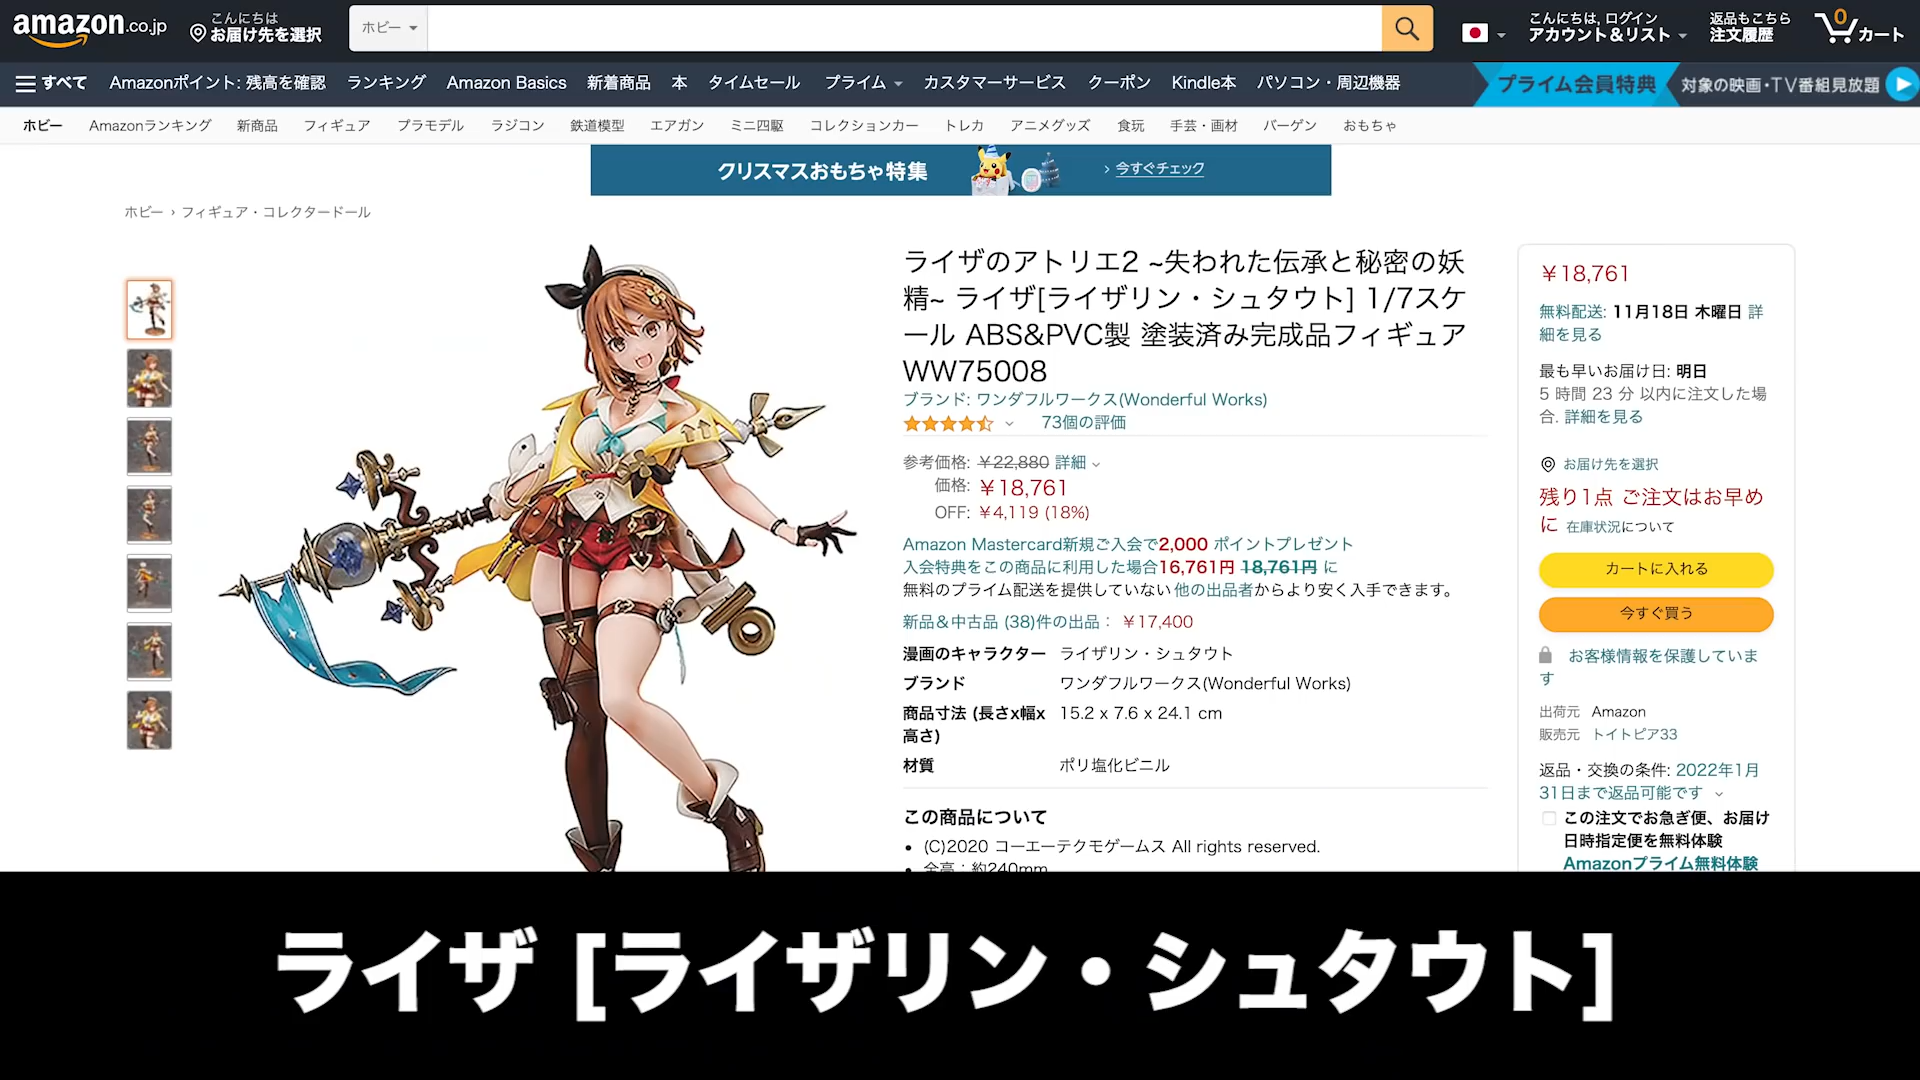 amazon.co.jp
こんにちは
お届け先を選択
ホビー
こんにちは, ログイン
アカウント&リスト
返品もこちら
注文履歴
0
カート
すべて
Amazonポイント: 残高を確認
ランキング
Amazon Basics
新着商品
本
タイムセール
プライム
カスタマーサービス
クーポン
Kindle本
パソコン・周辺機器
プライム会員特典
対象の映画・TV番組見放題
ホビー
Amazonランキング
新商品
フィギュア
プラモデル
ラジコン
鉄道模型
エアガン
ミニ四駆
コレクションカー
トレカ
アニメグッズ
食玩
手芸・画材
バーゲン
おもちゃ
クリスマスおもちゃ特集
› 今すぐチェック
ホビー › フィギュア・コレクタードール
ライザのアトリエ2 ~失われた伝承と秘密の妖
精~ ライザ[ライザリン・シュタウト] 1/7スケ
ール ABS&PVC製 塗装済み完成品フィギュア
WW75008
ブランド: ワンダフルワークス(Wonderful Works)
73個の評価
参考価格: ￥22,880 詳細
価格: ￥18,761
OFF: ￥4,119 (18%)
Amazon Mastercard新規ご入会で2,000 ポイントプレゼント
入会特典をこの商品に利用した場合16,761円 18,761円 に
無料のプライム配送を提供していない 他の出品者からより安く入手できます。
新品＆中古品 (38)件の出品： ￥17,400
漫画のキャラクター ライザリン・シュタウト
ブランド ワンダフルワークス(Wonderful Works)
商品寸法 (長さx幅x 15.2 x 7.6 x 24.1 cm
高さ)
材質 ポリ塩化ビニル
この商品について
• (C)2020 コーエーテクモゲームス All rights reserved.
• 全高：約240mm
￥18,761
無料配送: 11月18日 木曜日 詳
細を見る
最も早いお届け日: 明日
5 時間 23 分 以内に注文した場
合. 詳細を見る
お届け先を選択
残り1点 ご注文はお早め
に 在庫状況について
カートに入れる
今すぐ買う
お客様情報を保護していま
す
出荷元 Amazon
販売元 トイトピア33
返品・交換の条件: 2022年1月
31日まで返品可能です
この注文でお急ぎ便、お届け
日時指定便を無料体験
Amazonプライム無料体験
ライザ [ライザリン・シュタウト]